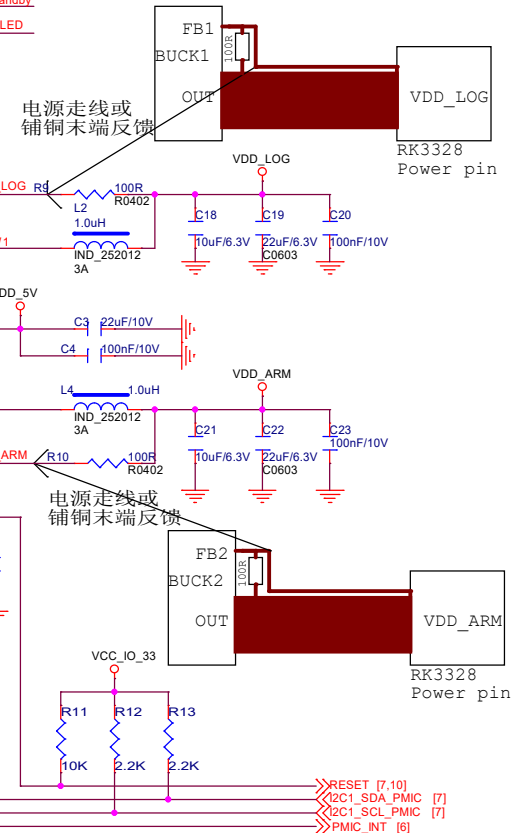 LED
FB1
100R
BUCK1
OUT
VDD_LOG
RK3328
Power pin
电源走线或
铺铜末端反馈
VDD_LOG
LOG
R9
100R
R0402
L2
1.0uH
IND_252012
3A
C18
10uF/6.3V
C19
22uF/6.3V
C0603
C20
100nF/10V
DD_5V
C3
22uF/10V
C4
100nF/10V
L4
1.0uH
IND_252012
3A
VDD_ARM
C21
10uF/6.3V
C22
22uF/6.3V
C0603
C23
100nF/10V
ARM
R10
100R
R0402
电源走线或
铺铜末端反馈
FB2
100R
BUCK2
OUT
VDD_ARM
RK3328
Power pin
VCC_IO_33
R11
R12
R13
10K
2.2K
2.2K
RESET [7,10]
I2C1_SDA_PMIC [7]
I2C1_SCL_PMIC [7]
PMIC_INT [6]